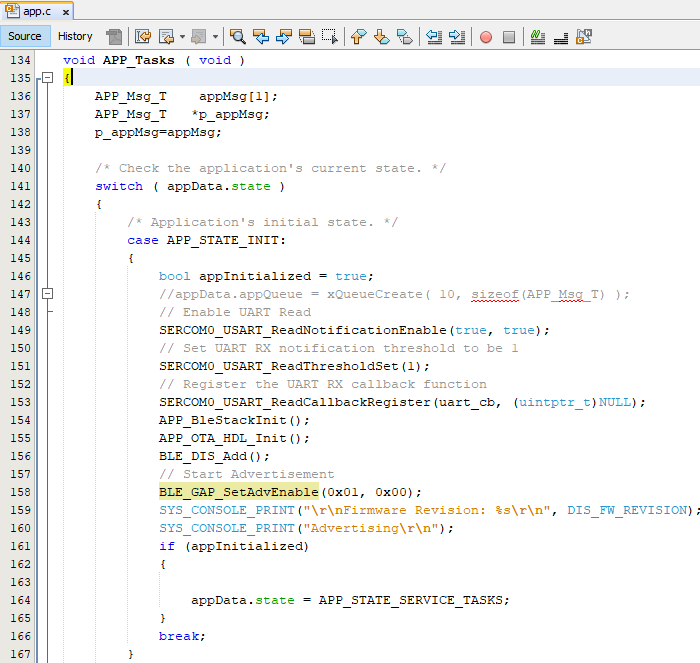 app.c x
Source History
134 void APP_Tasks ( void )
135 {
136 APP_Msg_T appMsg[1];
137 APP_Msg_T *p_appMsg;
138 p_appMsg=appMsg;
139
140 /* Check the application's current state. */
141 switch ( appData.state )
142 {
143 /* Application's initial state. */
144 case APP_STATE_INIT:
145 {
146 bool appInitialized = true;
147 //appData.appQueue = xQueueCreate( 10, sizeof(APP_Msg_T) );
148 // Enable UART Read
149 SERCOM0_USART_ReadNotificationEnable(true, true);
150 // Set UART RX notification threshold to be 1
151 SERCOM0_USART_ReadThresholdSet(1);
152 // Register the UART RX callback function
153 SERCOM0_USART_ReadCallbackRegister(uart_cb, (uintptr_t)NULL);
154 APP_BleStackInit();
155 APP_OTA_HDL_Init();
156 BLE_DIS_Add();
157 // Start Advertisement
158 BLE_GAP_SetAdvEnable(0x01, 0x00);
159 SYS_CONSOLE_PRINT("\r\nFirmware Revision: %s\r\n", DIS_FW_REVISION);
160 SYS_CONSOLE_PRINT("Advertising\r\n");
161 if (appInitialized)
162 {
163
164 appData.state = APP_STATE_SERVICE_TASKS;
165 }
166 break;
167 }